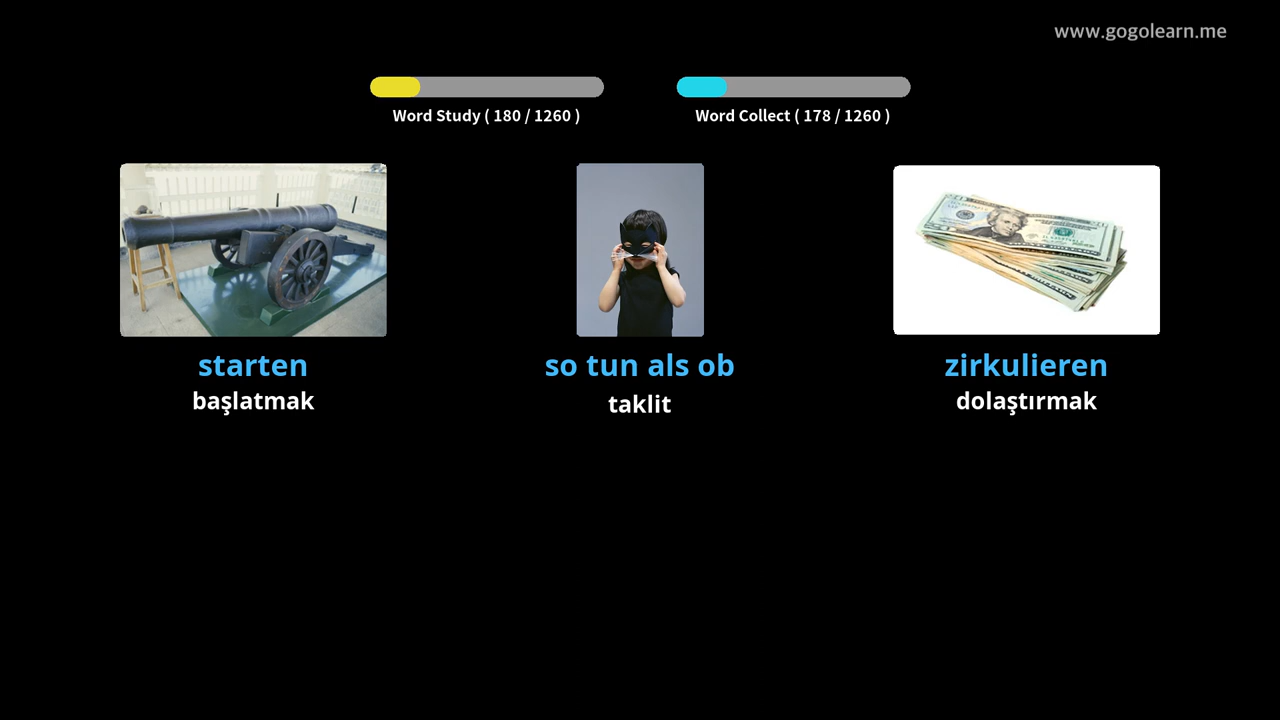 www.gogolearn.me
Word Study ( 180 / 1260 )
Word Collect ( 178 / 1260 )
starten
başlatmak
so tun als ob
taklit
zirkulieren
dolaştırmak